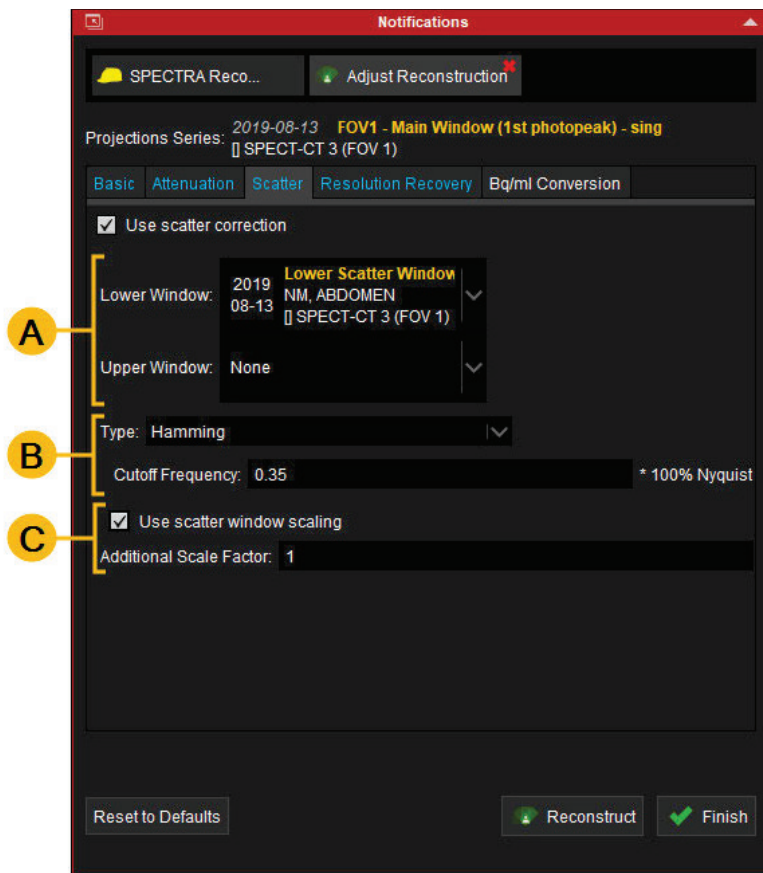 Notifications
SPECTRA Reco... Adjust Reconstruction
Projections Series: 2019-08-13 FOV1 - Main Window (1st photopeak) - sing
[] SPECT-CT 3 (FOV 1)
Basic Attenuation Scatter Resolution Recovery Bq/ml Conversion
Use scatter correction
A
Lower Window: 2019 08-13 Lower Scatter Window
NM, ABDOMEN
[] SPECT-CT 3 (FOV 1)
Upper Window: None
B
Type: Hamming
Cutoff Frequency: 0.35 * 100% Nyquist
C
Use scatter window scaling
Additional Scale Factor: 1
Reset to Defaults Reconstruct Finish